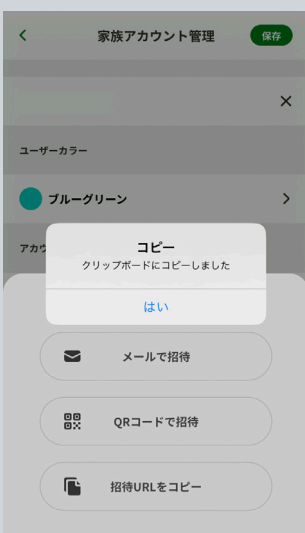 家族アカウント管理
保存
ユーザーカラー
ブルーグリーン
アカウ
コピー
クリップボードにコピーしました
はい
メールで招待
QRコードで招待
招待URLをコピー